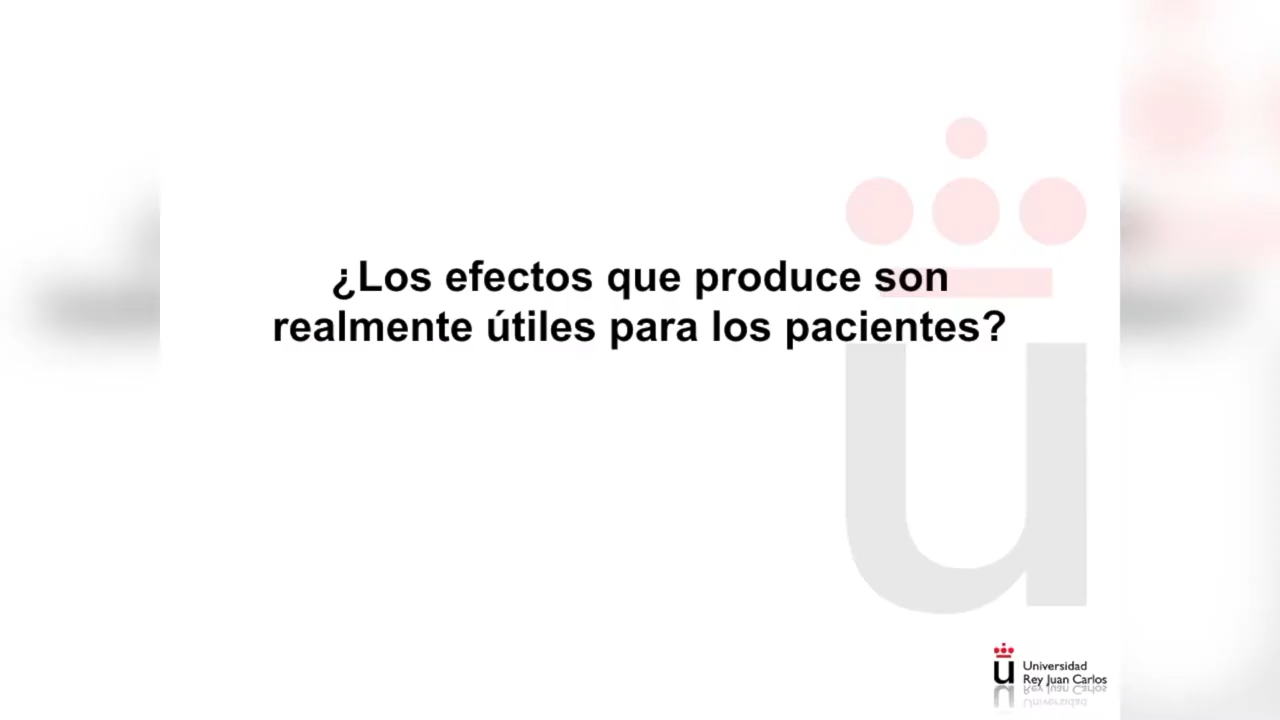 ¿Los efectos que produce son
realmente útiles para los pacientes?
u
Universidad
Rey Juan Carlos